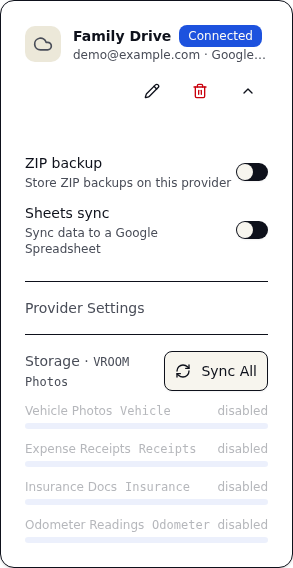 Family Drive Connected
demo@example.com · Google...
ZIP backup
Store ZIP backups on this provider
Sheets sync
Sync data to a Google
Spreadsheet
Provider Settings
Storage · VROOM
Photos
Sync All
Vehicle Photos Vehicle disabled
Expense Receipts Receipts disabled
Insurance Docs Insurance disabled
Odometer Readings Odometer disabled